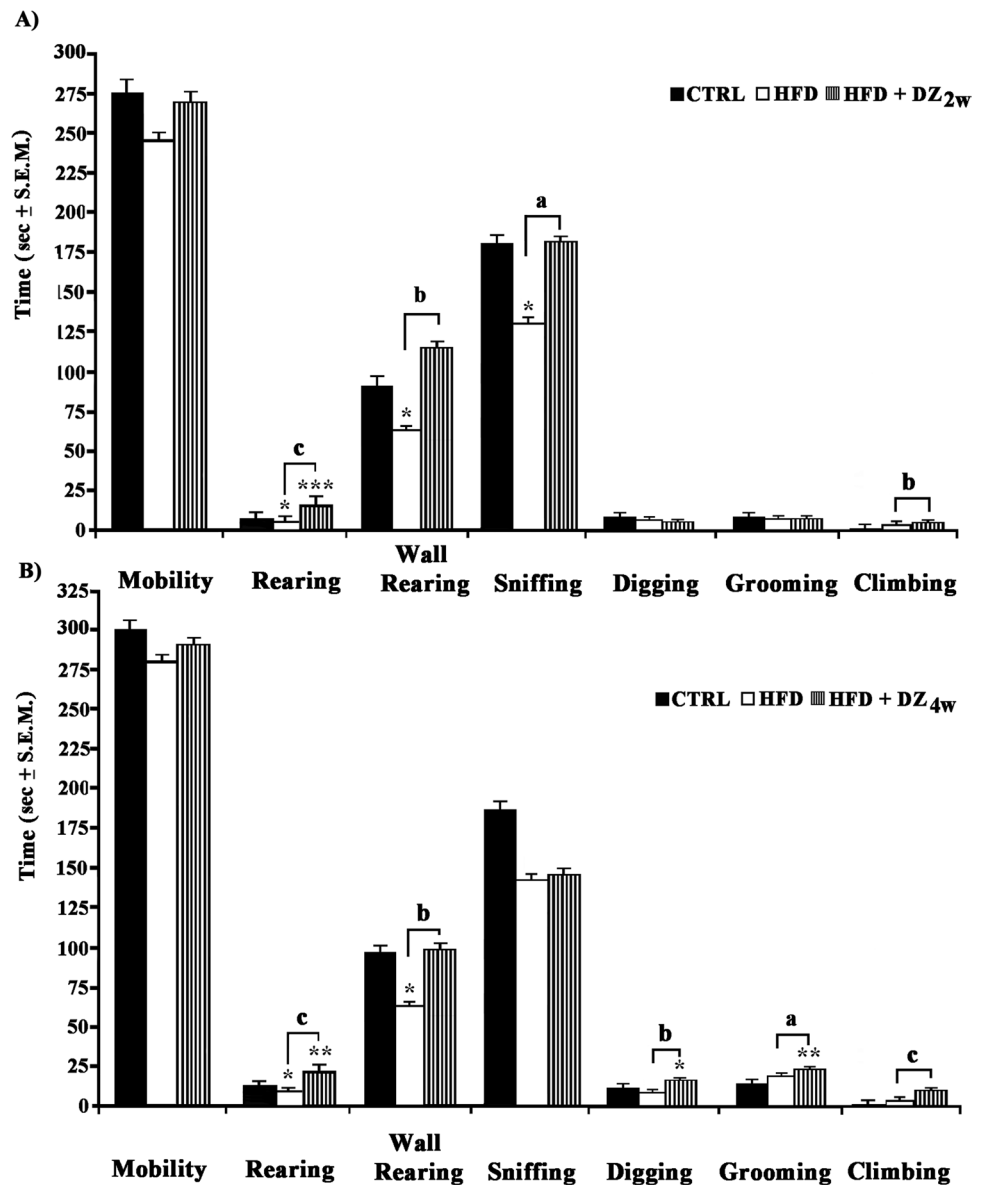 A)
300
275
250
225
200
175
150
125
100
75
50
25
0
Time (sec ± S.E.M.)
CTRL HFD HFD + DZ2w
a
b
c
b
*
***
*
*
Mobility Rearing Wall Rearing Sniffing Digging Grooming Climbing
B)
325
300
275
250
225
200
175
150
125
100
75
50
25
0
Time (sec ± S.E.M.)
CTRL HFD HFD + DZ4w
b
c
b
a
c
*
**
*
*
**
Mobility Rearing Wall Rearing Sniffing Digging Grooming Climbing